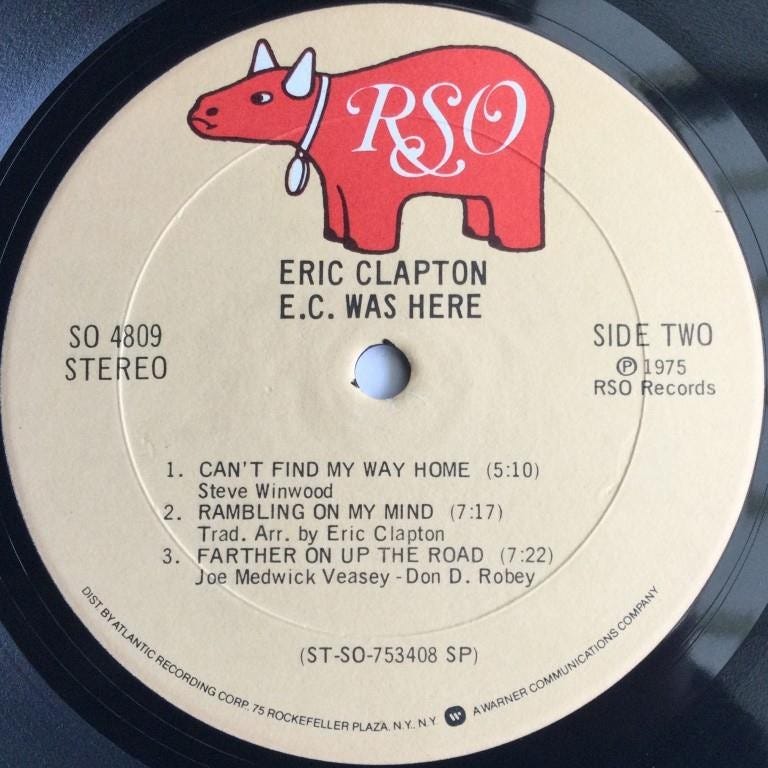 RSO
ERIC CLAPTON
E.C. WAS HERE
SO 4809
STEREO
SIDE TWO
℗ 1975
RSO Records
1. CAN'T FIND MY WAY HOME (5:10)
Steve Winwood
2. RAMBLING ON MY MIND (7:17)
Trad. Arr. by Eric Clapton
3. FARTHER ON UP THE ROAD (7:22)
Joe Medwick Veasey - Don D. Robey
(ST-SO-753408 SP)
DIST. BY ATLANTIC RECORDING CORP., 75 ROCKEFELLER PLAZA, N.Y., N.Y. A WARNER COMMUNICATIONS COMPANY